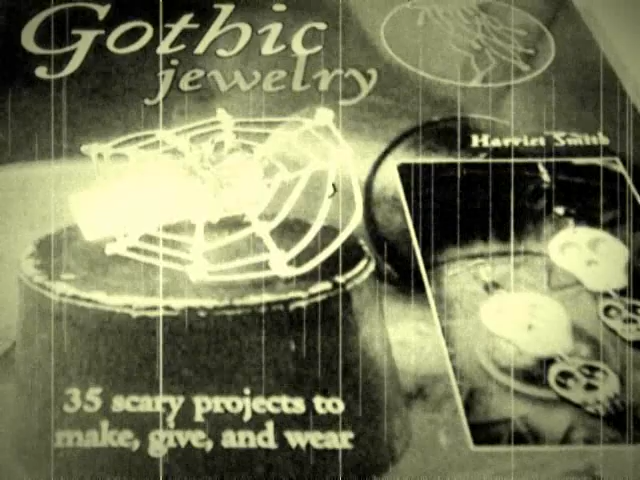 Gothic
jewelry
Harriet Smith
35 scary projects to
make, give, and wear